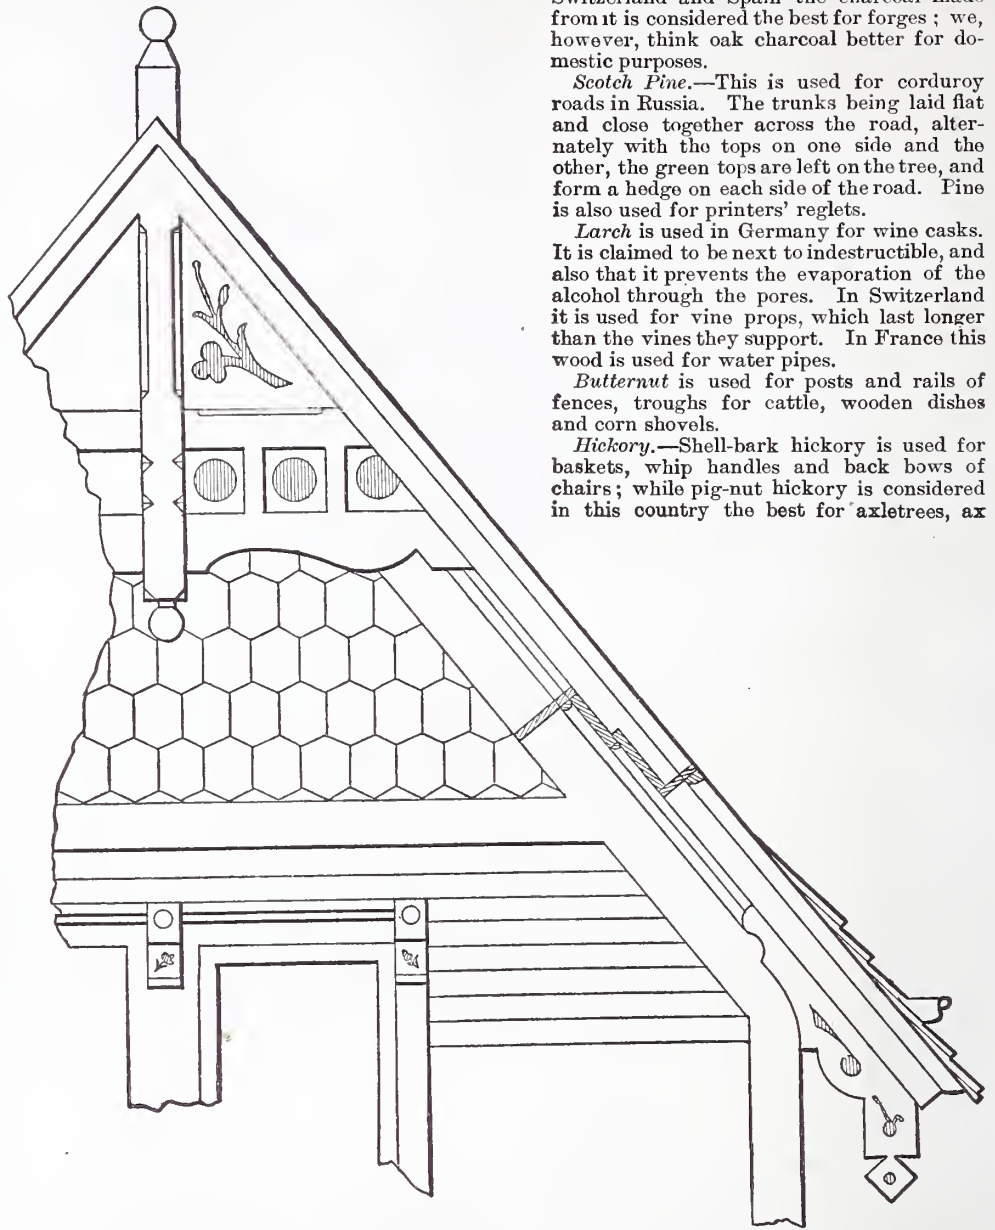 Switzerland and Spain the charcoal made
from it is considered the best for forges ; we,
however, think oak charcoal better for do-
mestic purposes.
Scotch Pine.—This is used for corduroy
roads in Russia. The trunks being laid flat
and close together across the road, alter-
nately with the tops on one side and the
other, the green tops are left on the tree, and
form a hedge on each side of the road. Pine
is also used for printers' reglets.
Larch is used in Germany for wine casks.
It is claimed to be next to indestructible, and
also that it prevents the evaporation of the
alcohol through the pores. In Switzerland
it is used for vine props, which last longer
than the vines they support. In France this
wood is used for water pipes.
Butternut is used for posts and rails of
fences, troughs for cattle, wooden dishes
and corn shovels.
Hickory.—Shell-bark hickory is used for
baskets, whip handles and back bows of
chairs ; while pig-nut hickory is considered
in this country the best for axletrees, ax